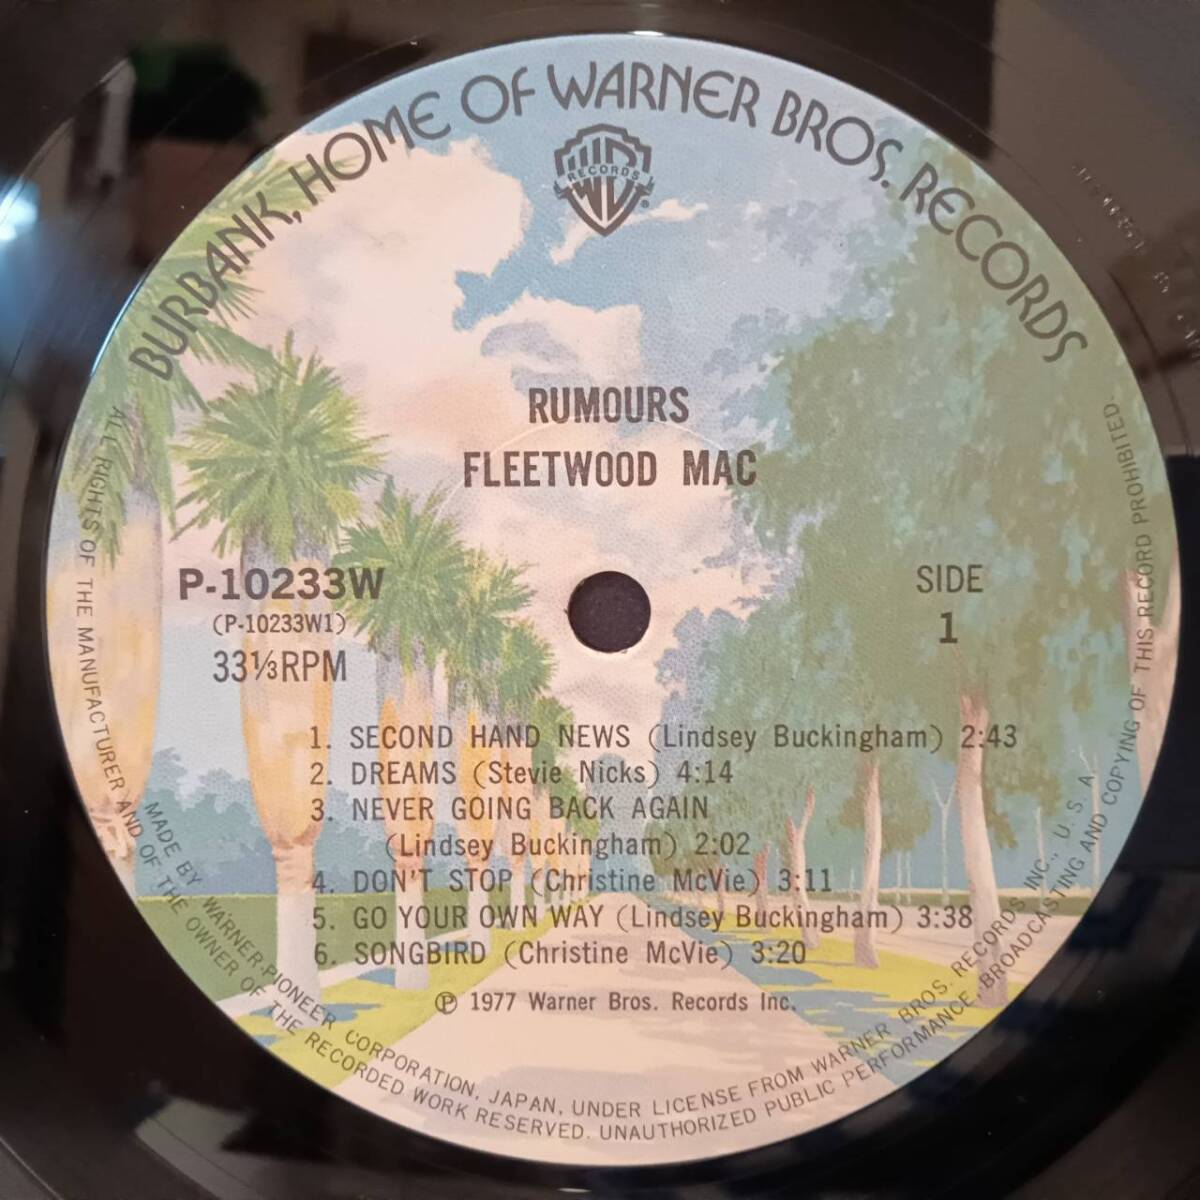 BURBANK, HOME OF WARNER BROS. RECORDS
RECORDS
®
RUMOURS
FLEETWOOD MAC
P-10233W
(P-10233W1)
33⅓RPM
SIDE
1
1. SECOND HAND NEWS (Lindsey Buckingham) 2:43
2. DREAMS (Stevie Nicks) 4:14
3. NEVER GOING BACK AGAIN
(Lindsey Buckingham) 2:02
4. DON'T STOP (Christine McVie) 3:11
5. GO YOUR OWN WAY (Lindsey Buckingham) 3:38
6. SONGBIRD (Christine McVie) 3:20
℗ 1977 Warner Bros. Records Inc.
MADE BY WARNER-PIONEER CORPORATION, JAPAN, UNDER LICENSE FROM WARNER BROS. RECORDS INC., U. S. A.
ALL RIGHTS OF THE MANUFACTURER AND OF THE OWNER OF THE RECORDED WORK RESERVED. UNAUTHORIZED PUBLIC PERFORMANCE, BROADCASTING AND COPYING OF THIS RECORD PROHIBITED.